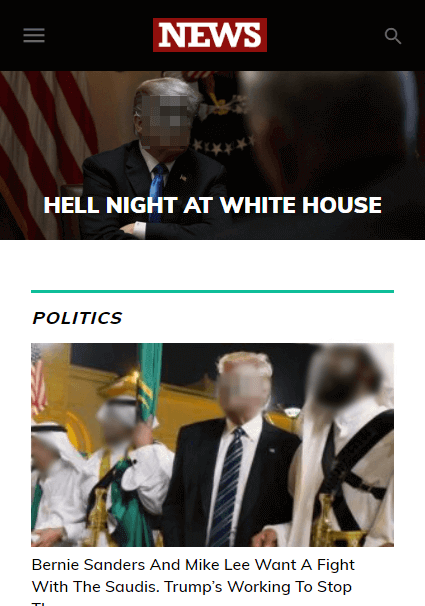 NEWS
HELL NIGHT AT WHITE HOUSE
POLITICS
Bernie Sanders And Mike Lee Want A Fight
With The Saudis. Trump’s Working To Stop